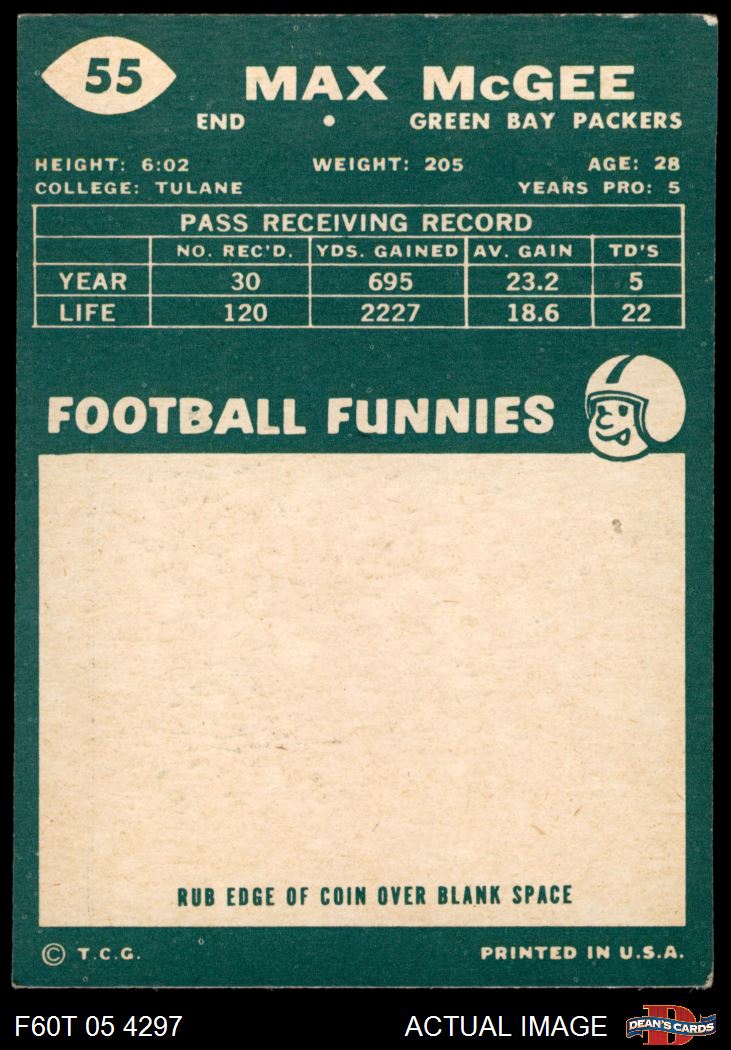 55
MAX McGEE
END • GREEN BAY PACKERS
HEIGHT: 6:02 WEIGHT: 205 AGE: 28
COLLEGE: TULANE YEARS PRO: 5
PASS RECEIVING RECORD
NO. REC'D. YDS. GAINED AV. GAIN TD'S
YEAR 30 695 23.2 5
LIFE 120 2227 18.6 22
FOOTBALL FUNNIES
RUB EDGE OF COIN OVER BLANK SPACE
© T.C.G. PRINTED IN U.S.A.
F60T 05 4297 ACTUAL IMAGE D DEAN'S CARDS